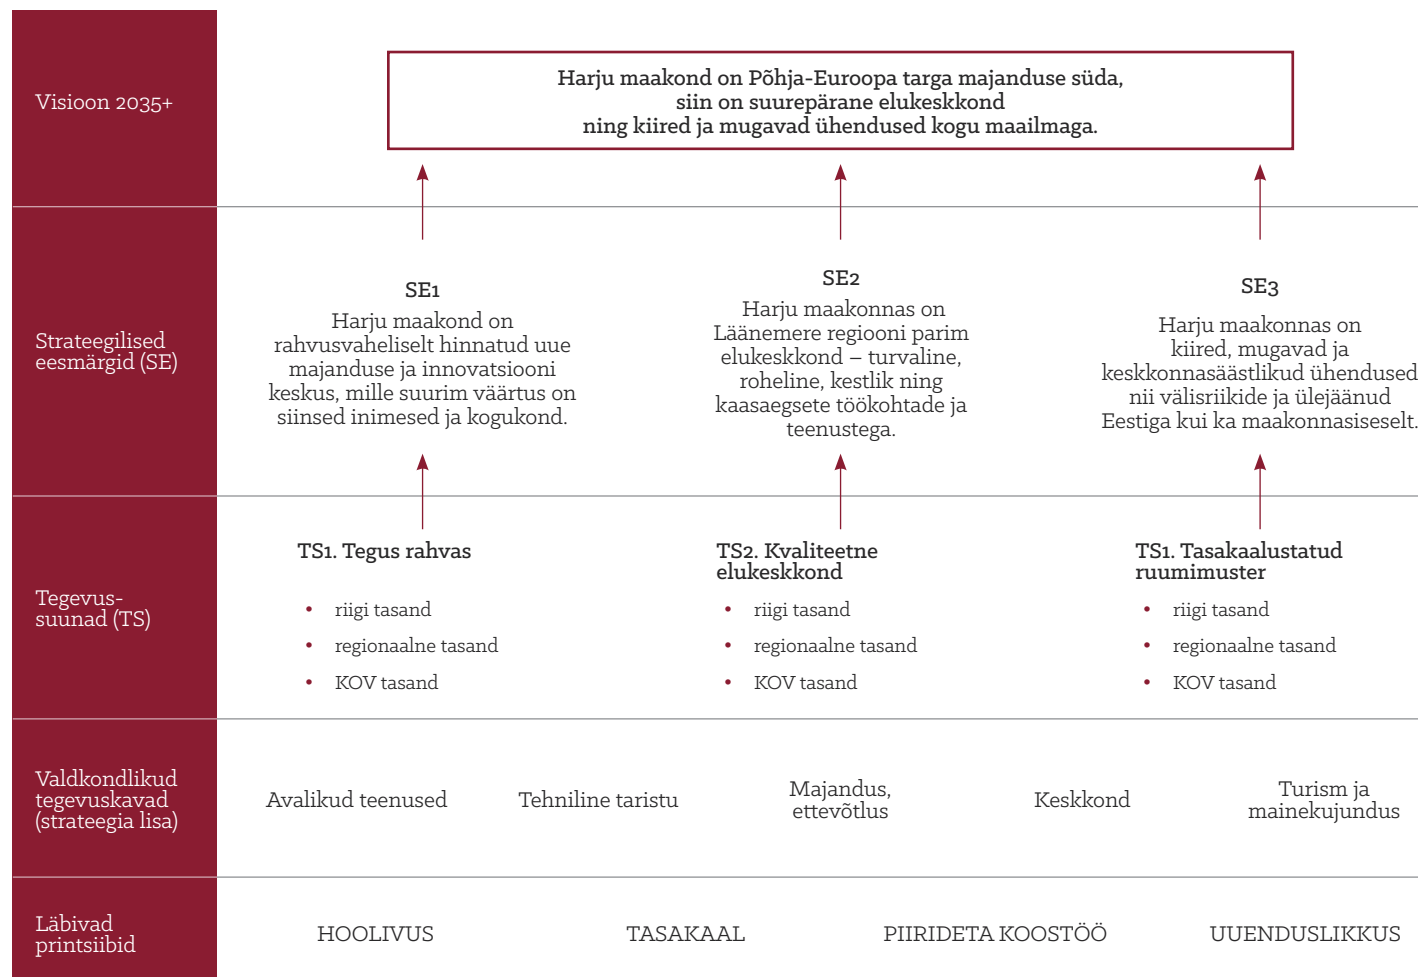 Visioon 2035+
Harju maakond on Põhja-Euroopa targa majanduse süda,
siin on suurepärane elukeskkond
ning kiired ja mugavad ühendused kogu maailmaga.
Strateegilised
eesmärgid (SE)
SE1
Harju maakond on
rahvusvaheliselt hinnatud uue
majanduse ja innovatsiooni
keskus, mille suurim väärtus on
siinsed inimesed ja kogukond.
SE2
Harju maakonnas on
Läänemere regiooni parim
elukeskkond – turvaline,
roheline, kestlik ning
kaasaegsete töökohtade ja
teenustega.
SE3
Harju maakonnas on
kiired, mugavad ja
keskkonnasäästlikud ühendused
nii välisriikide ja ülejäänud
Eestiga kui ka maakonnasiseselt.
Tegevus-
suunad (TS)
TS1. Tegus rahvas
• riigi tasand
• regionaalne tasand
• KOV tasand
TS2. Kvaliteetne
elukeskkond
• riigi tasand
• regionaalne tasand
• KOV tasand
TS1. Tasakaalustatud
ruumimuster
• riigi tasand
• regionaalne tasand
• KOV tasand
Valdkondlikud
tegevuskavad
(strateegia lisa)
Avalikud teenused
Tehniline taristu
Majandus,
ettevõtlus
Keskkond
Turism ja
mainekujundus
Läbivad
printsiibid
HOOLIVUS
TASAKAAL
PIIRIDETA KOOSTÖÖ
UUENDUSLIKKUS